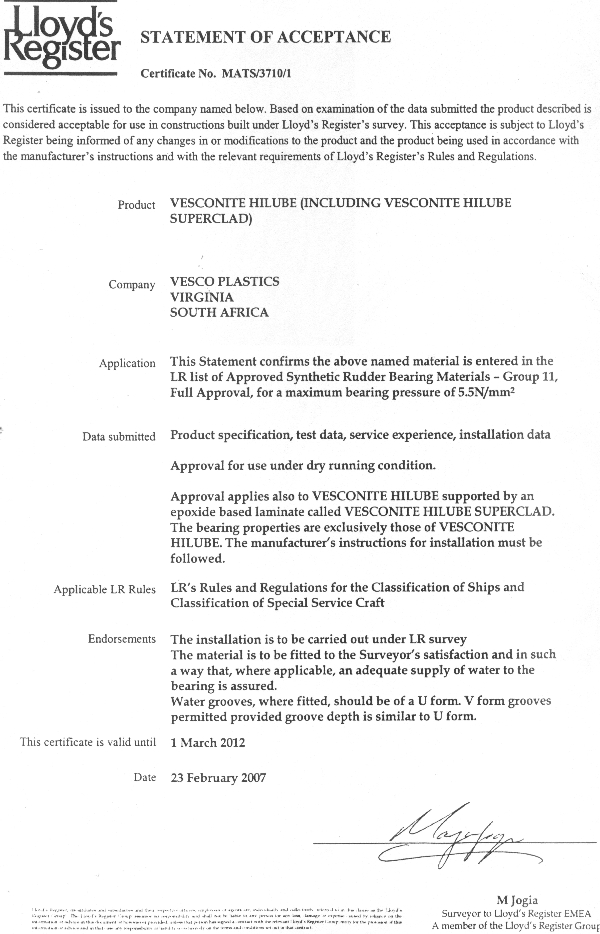 Lloyd's
Register
STATEMENT OF ACCEPTANCE
Certificate No. MATS/3710/1
This certificate is issued to the company named below. Based on examination of the data submitted the product described is
considered acceptable for use in constructions built under Lloyd's Register's survey. This acceptance is subject to Lloyd's
Register being informed of any changes in or modifications to the product and the product being used in accordance with
the manufacturer's instructions and with the relevant requirements of Lloyd's Register's Rules and Regulations.
Product VESCONITE HILUBE (INCLUDING VESCONITE HILUBE
SUPERCLAD)
Company VESCO PLASTICS
VIRGINIA
SOUTH AFRICA
Application This Statement confirms the above named material is entered in the
LR list of Approved Synthetic Rudder Bearing Materials – Group 11,
Full Approval, for a maximum bearing pressure of 5.5N/mm²
Data submitted Product specification, test data, service experience, installation data
Approval for use under dry running condition.
Approval applies also to VESCONITE HILUBE supported by an
epoxide based laminate called VESCONITE HILUBE SUPERCLAD.
The bearing properties are exclusively those of VESCONITE
HILUBE. The manufacturer's instructions for installation must be
followed.
Applicable LR Rules LR's Rules and Regulations for the Classification of Ships and
Classification of Special Service Craft
Endorsements The installation is to be carried out under LR survey
The material is to be fitted to the Surveyor's satisfaction and in such
a way that, where applicable, an adequate supply of water to the
bearing is assured.
Water grooves, where fitted, should be of a U form. V form grooves
permitted provided groove depth is similar to U form.
This certificate is valid until 1 March 2012
Date 23 February 2007
M Jogia
Surveyor to Lloyd's Register EMEA
A member of the Lloyd's Register Group